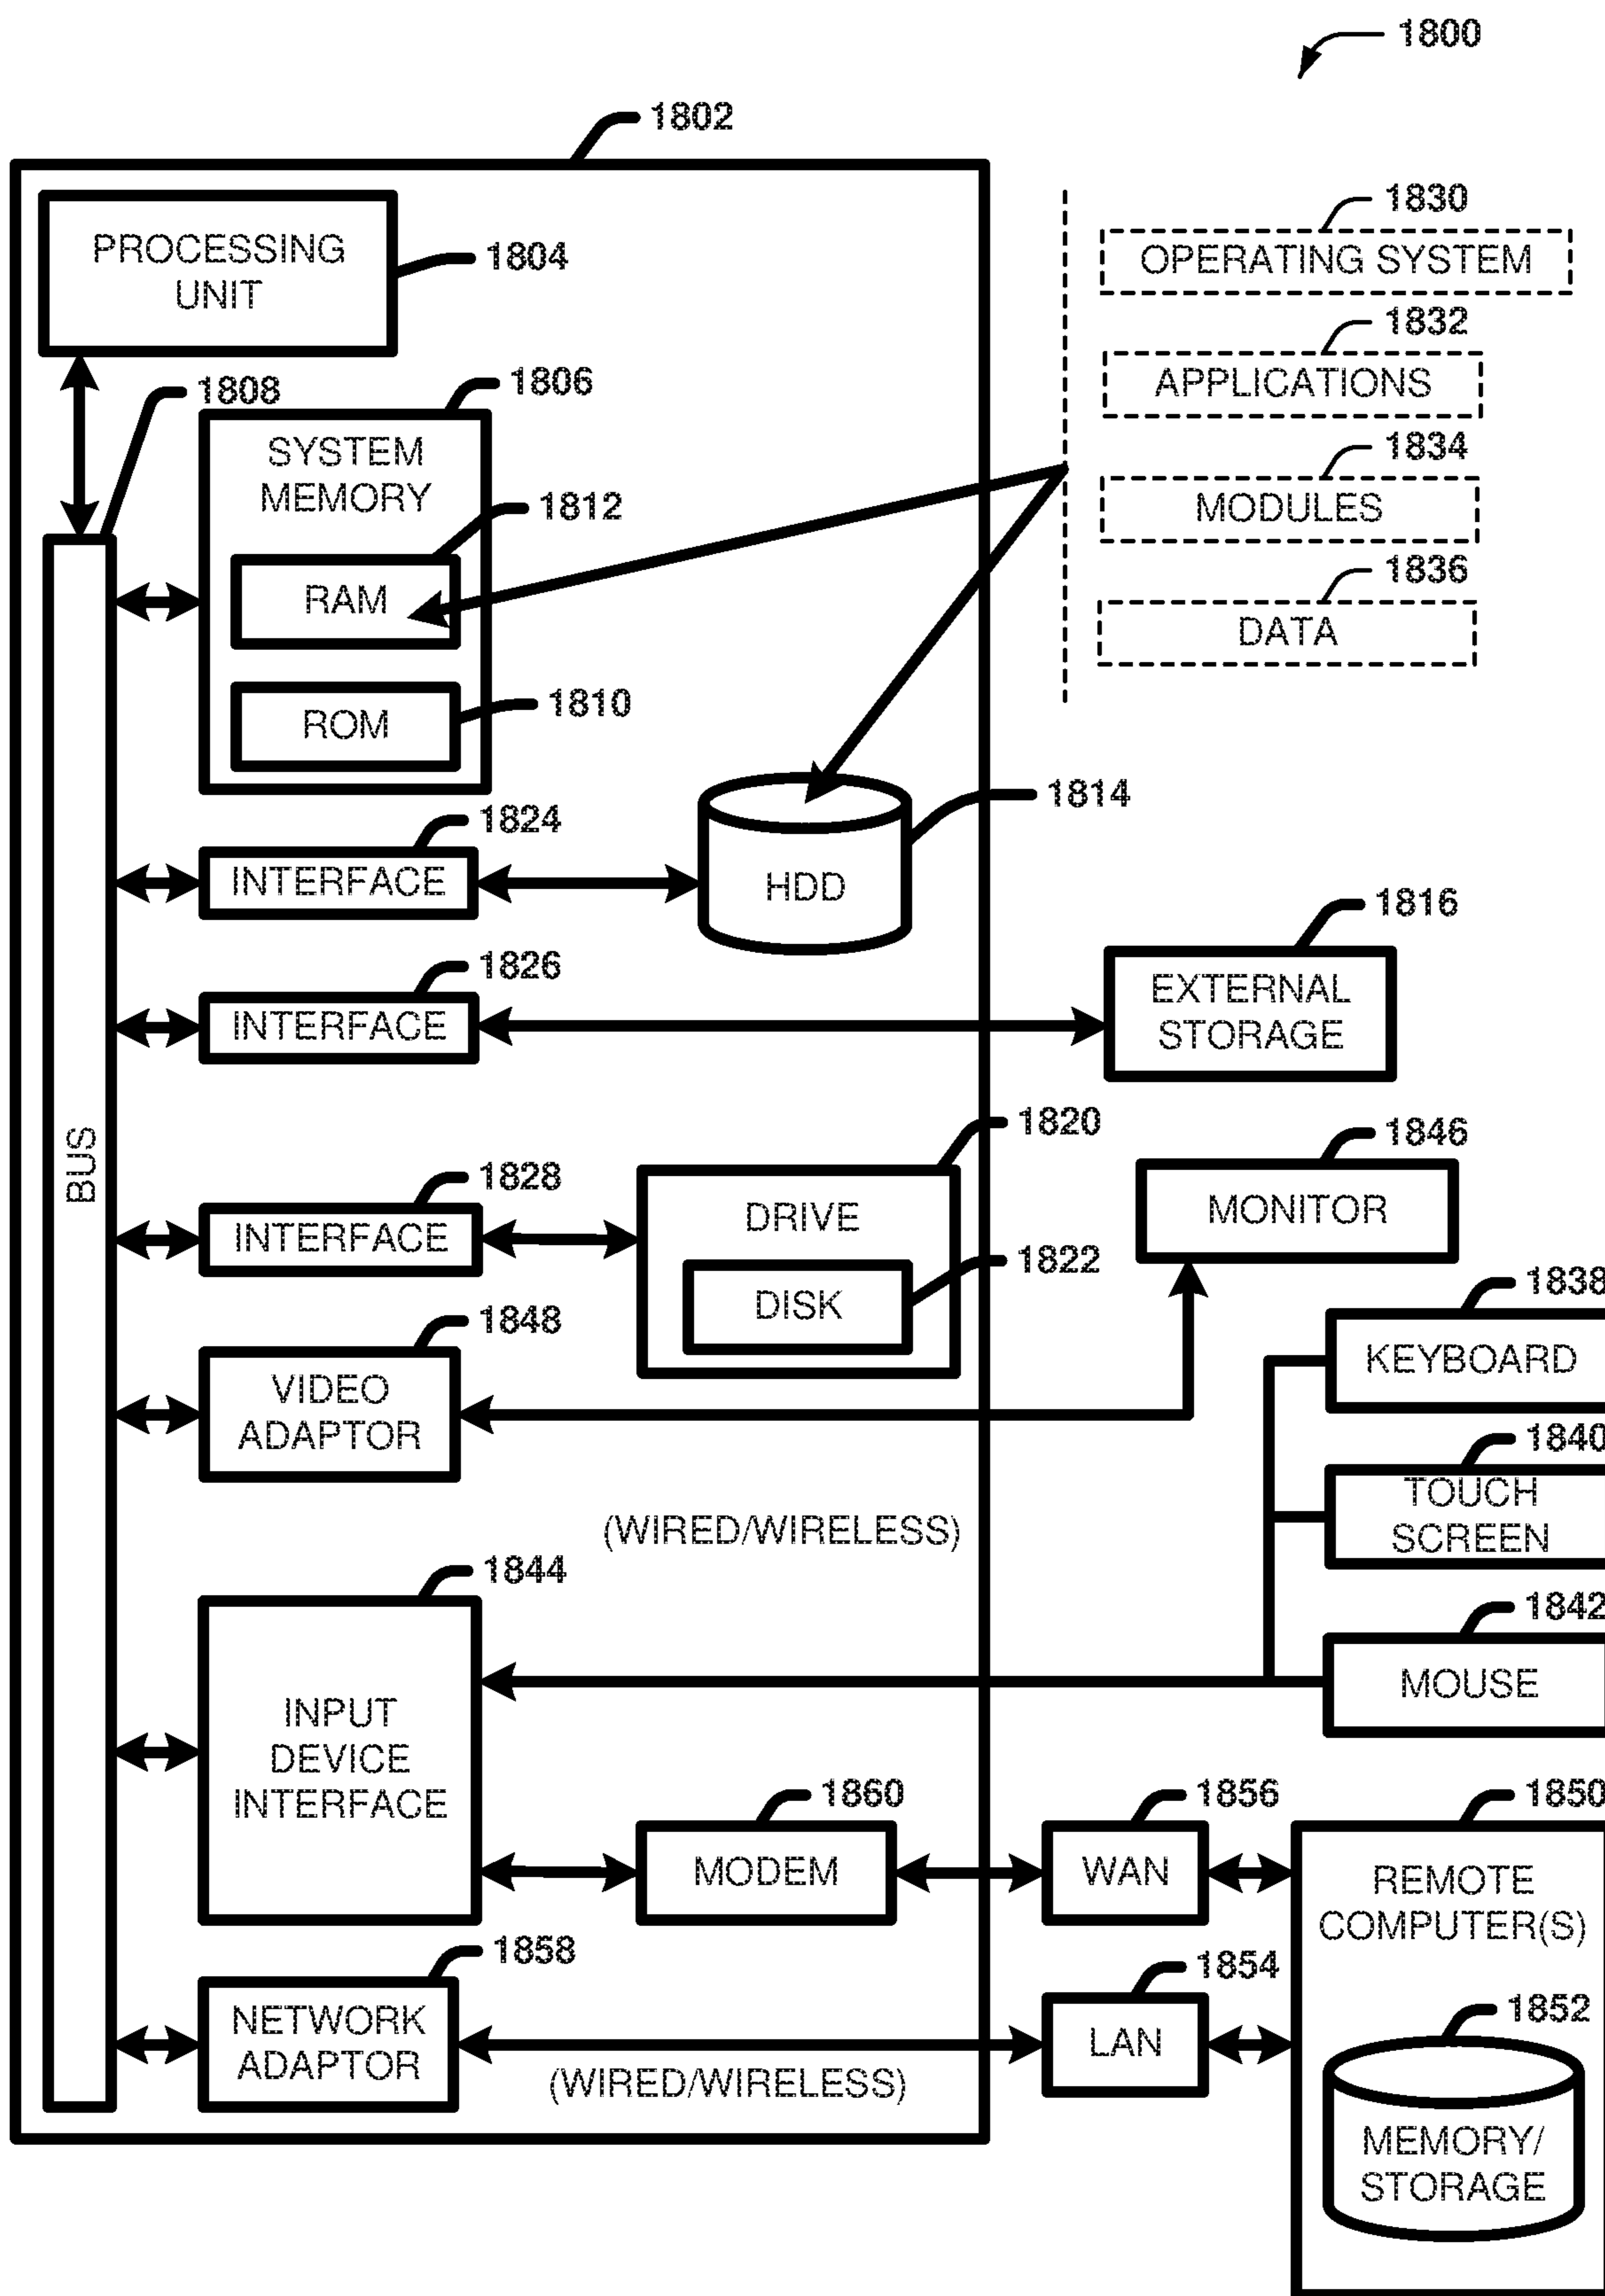 1800
1802
PROCESSING
UNIT
1804
1830
OPERATING SYSTEM
1832
APPLICATIONS
1834
MODULES
1836
DATA
1808
1806
SYSTEM
MEMORY
1812
RAM
1810
ROM
1814
HDD
1824
INTERFACE
1816
EXTERNAL
STORAGE
1826
INTERFACE
BUS
1820
DRIVE
1822
DISK
1828
INTERFACE
1846
MONITOR
1848
VIDEO
ADAPTOR
1838
KEYBOARD
1840
TOUCH
SCREEN
1842
MOUSE
(WIRED/WIRELESS)
1844
INPUT
DEVICE
INTERFACE
1860
MODEM
1856
WAN
1850
REMOTE
COMPUTER(S)
1858
NETWORK
ADAPTOR
(WIRED/WIRELESS)
1854
LAN
1852
MEMORY/
STORAGE